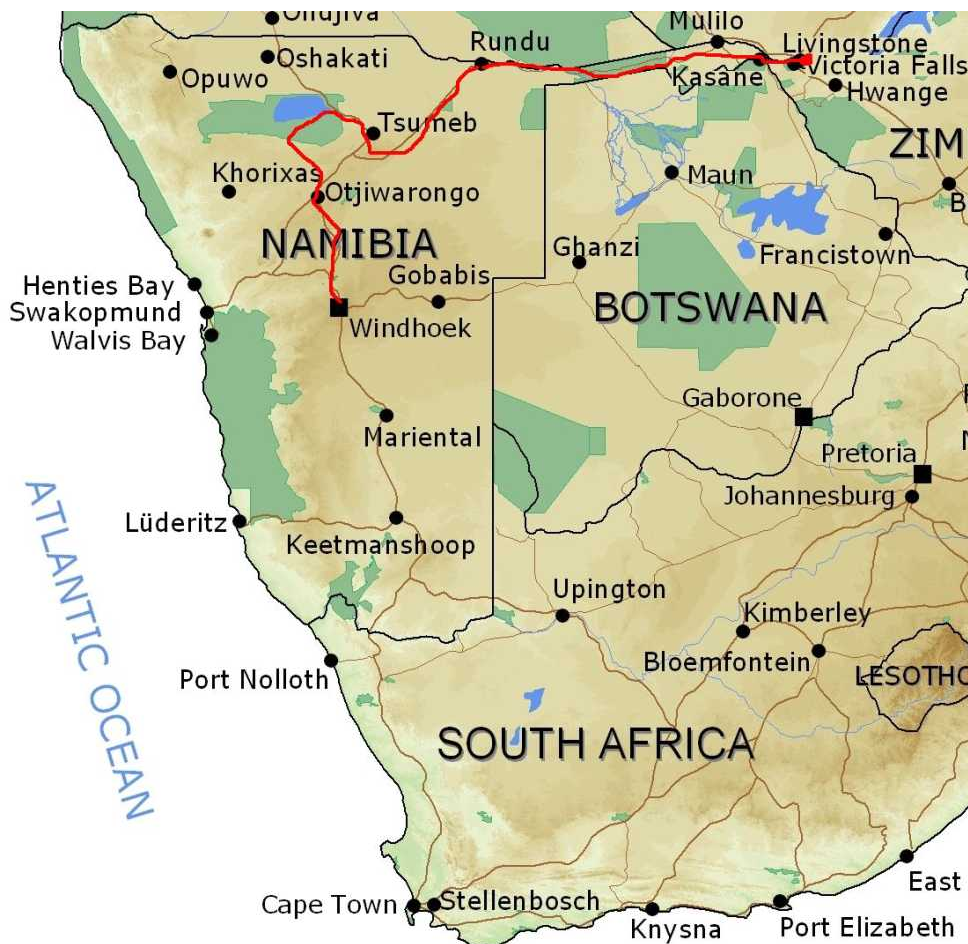 Ondjiva
Mulilo
Oshakati
Rundu
Livingstone
Opuwo
Kasane
Victoria Falls
Hwange
Tsumeb
ZIM
Khorixas
Otjiwarongo
Maun
B
NAMIBIA
Ghanzi
Francistown
Henties Bay
Gobabis
Swakopmund
BOTSWANA
Walvis Bay
Windhoek
Gaborone
Mariental
Pretoria
ATLANTIC OCEAN
Johannesburg
Lüderitz
Keetmanshoop
Upington
Kimberley
Bloemfontein
Port Nolloth
LESOTHO
SOUTH AFRICA
East
Cape Town
Stellenbosch
Knysna
Port Elizabeth